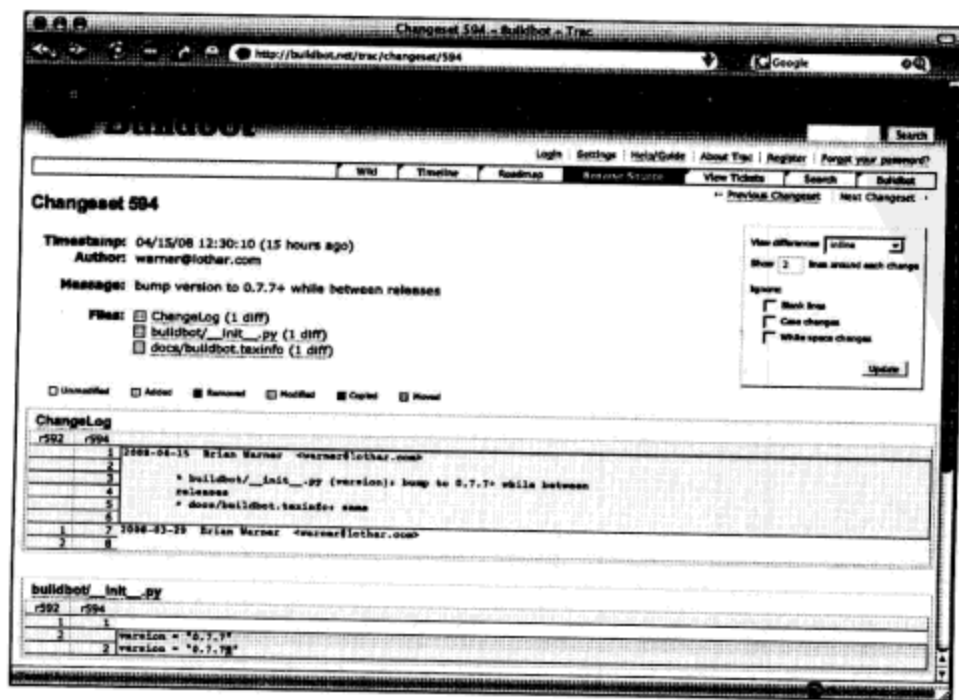 Changeset 594 - Buildbot - Trac
http://buildbot.net/trac/changeset/594
Google
Buildbot
Search
Login | Settings | Help/Guide | About Trac | Register | Forgot your password?
Wiki Timeline Roadmap Browse Source View Tickets Search Buildbot
← Previous Changeset | Next Changeset →
Changeset 594
Timestamp: 04/15/08 12:30:10 (15 hours ago)
Author: warner@lothar.com
Message: bump version to 0.7.7+ while between releases
Files: ChangeLog (1 diff)
buildbot/__init__.py (1 diff)
docs/buildbot.texinfo (1 diff)
View differences inline
Show 2 lines around each change
Ignore:
Blank lines
Case changes
White space changes
Update
Unmodified Added Removed Modified Copied Moved
ChangeLog
r592 r594
1 2008-04-15 Brian Warner <warner@lothar.com>
2
3 * buildbot/__init__.py (version): bump to 0.7.7+ while between
4 releases
5 * docs/buildbot.texinfo: same
6
1 7 2008-03-29 Brian Warner <warner@lothar.com>
2 8
buildbot/__init__.py
r592 r594
1 1
2 version = "0.7.7"
2 version = "0.7.7+"